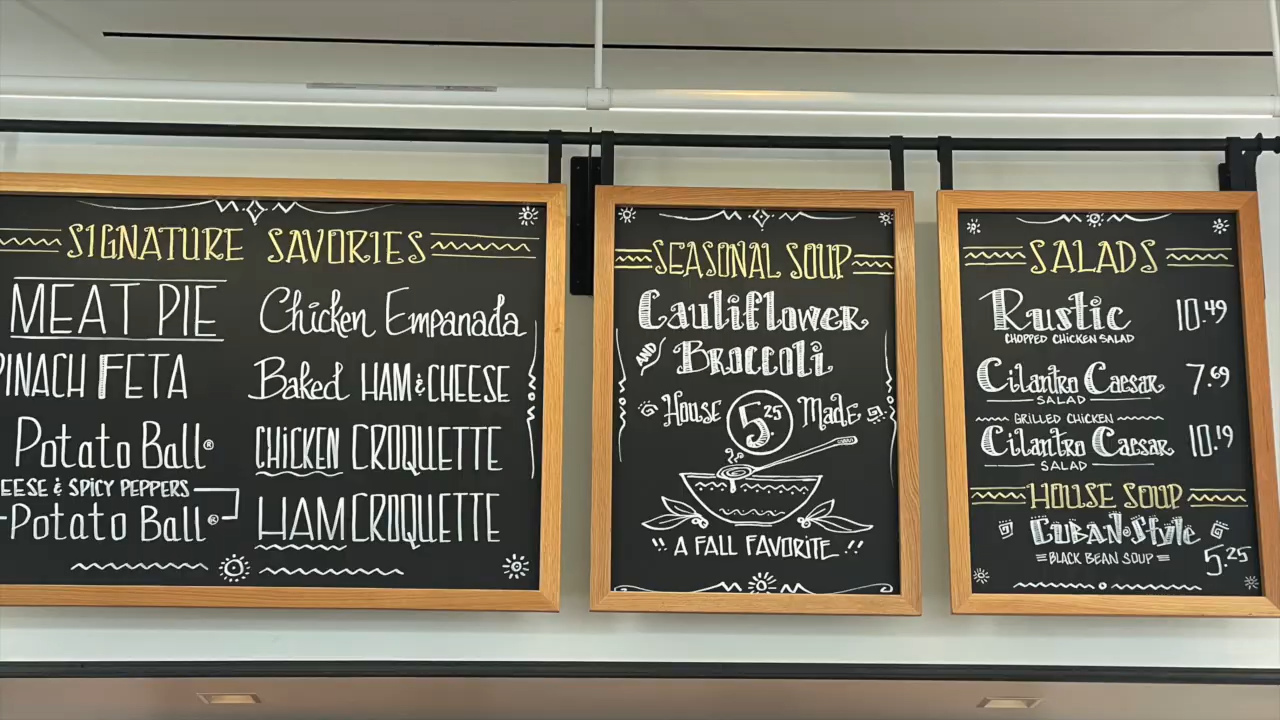 SIGNATURE SAVORIES
MEAT PIE
FETA
Potato Ball®
& SPICY PEPPERS
Potato Ball®
Chicken Empanada
Baked HAM & CHEESE
CHICKEN CROQUETTE
HAM CROQUETTE
SEASONAL SOUP
Cauliflower
AND BROCCOLI
HOUSE 5.25 Made
"A FALL FAVORITE"
SALADS
Rustic 10.49
CHOPPED CHICKEN SALAD
Cilantro Caesar 7.69
SALAD
GRILLED CHICKEN
Cilantro Caesar 10.19
SALAD
HOUSE SOUP
CUBAN-Style
BLACK BEAN SOUP 5.25